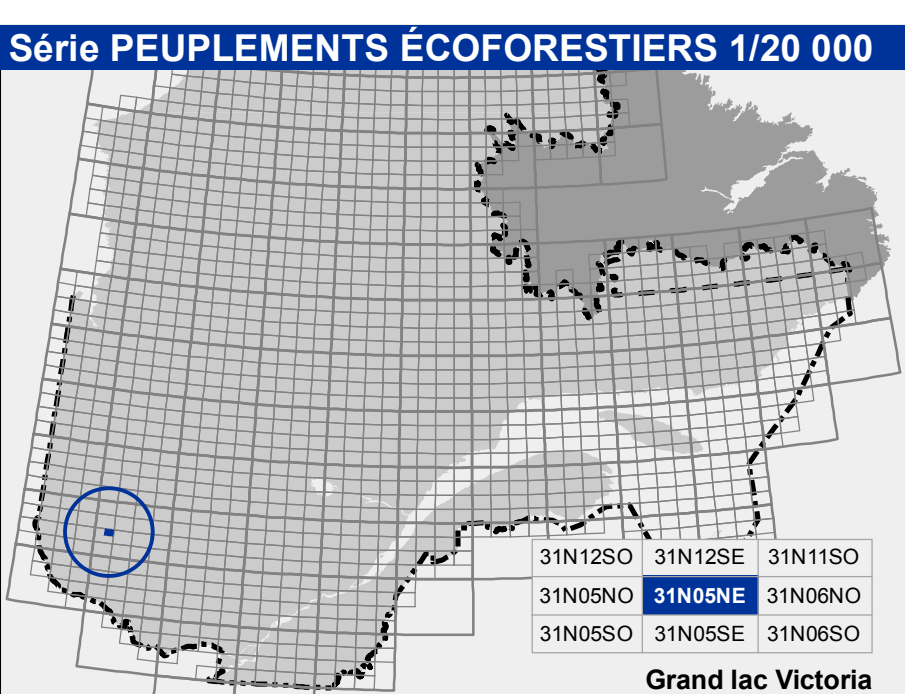 Série PEUPLEMENTS ÉCOFORESTIERS 1/20 000
31N12SO 31N12SE 31N11SO
31N05NO 31N05NE 31N06NO
31N05SO 31N05SE 31N06SO
Grand lac Victoria